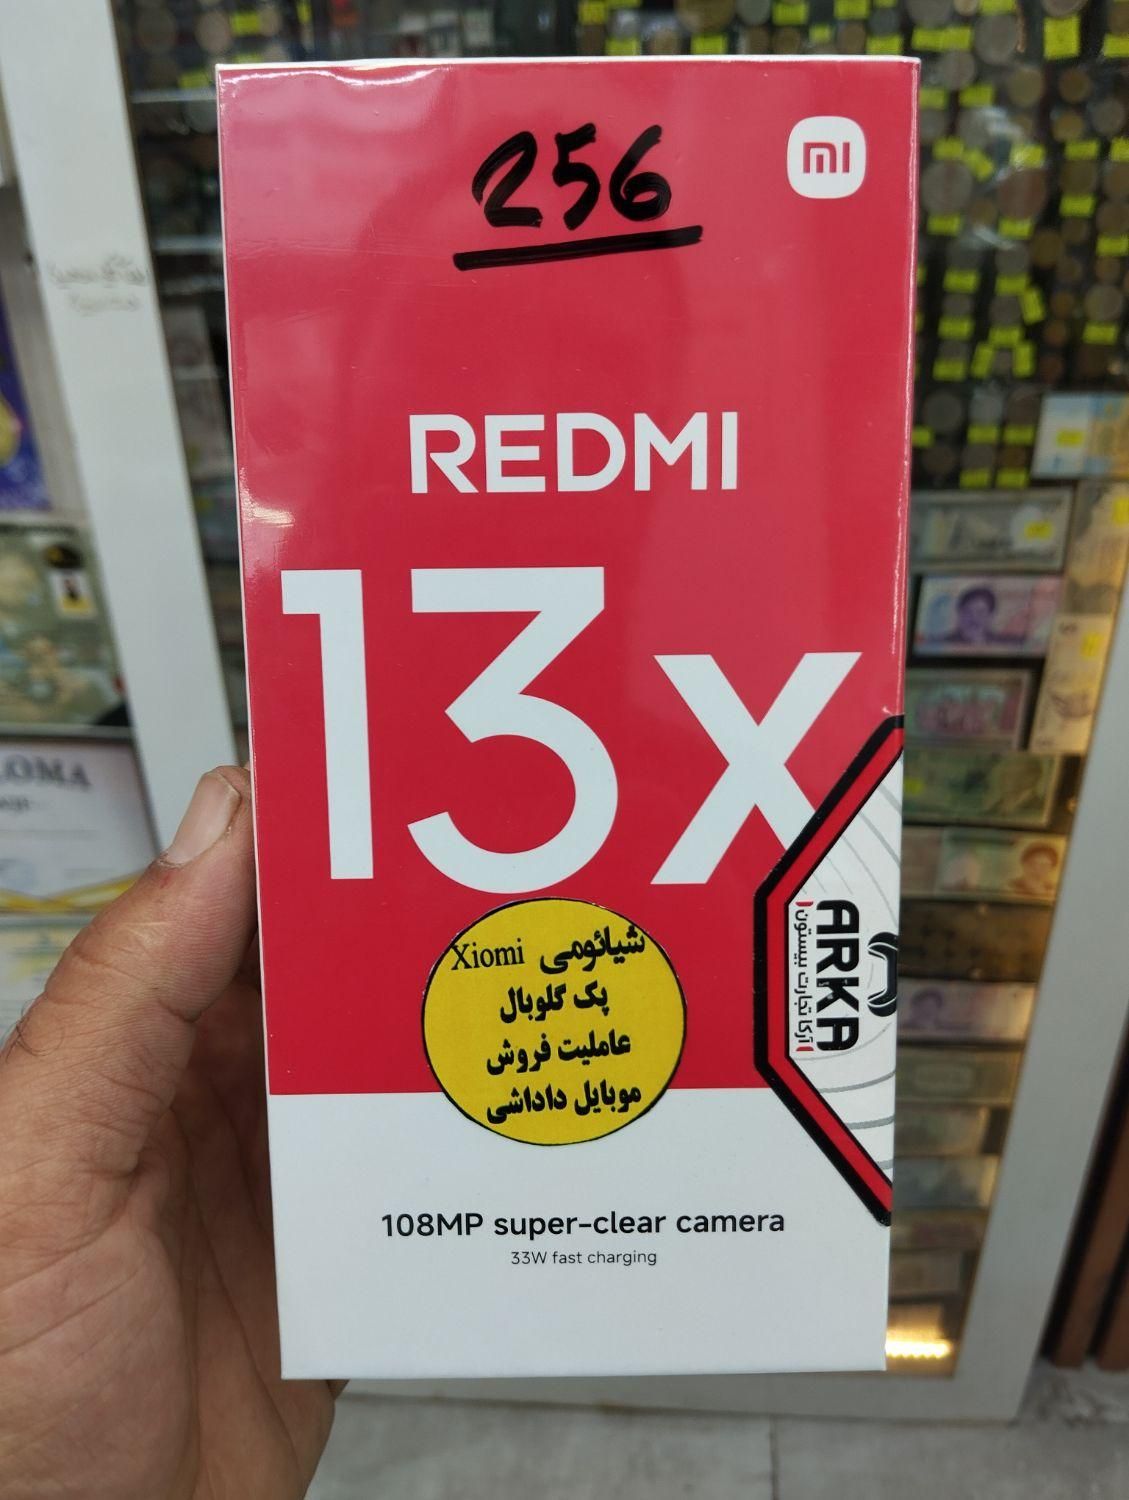 256
mi
REDMI
13x
شیائومی Xiomi
پک گلوبال
عاملیت فروش
موبایل داداشی
ARKA
آرکا تجارت بیستون
108MP super-clear camera
33W fast charging
LOMA